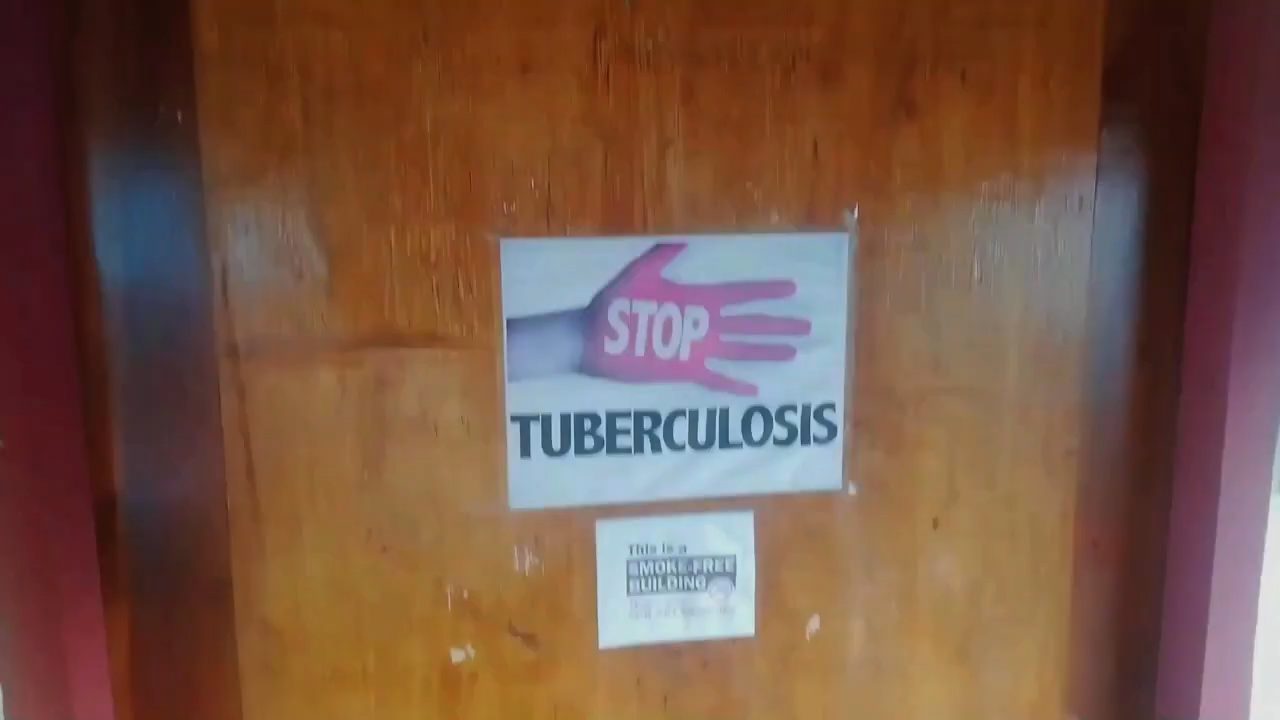 STOP
TUBERCULOSIS
This is a
SMOKE-FREE
BUILDING